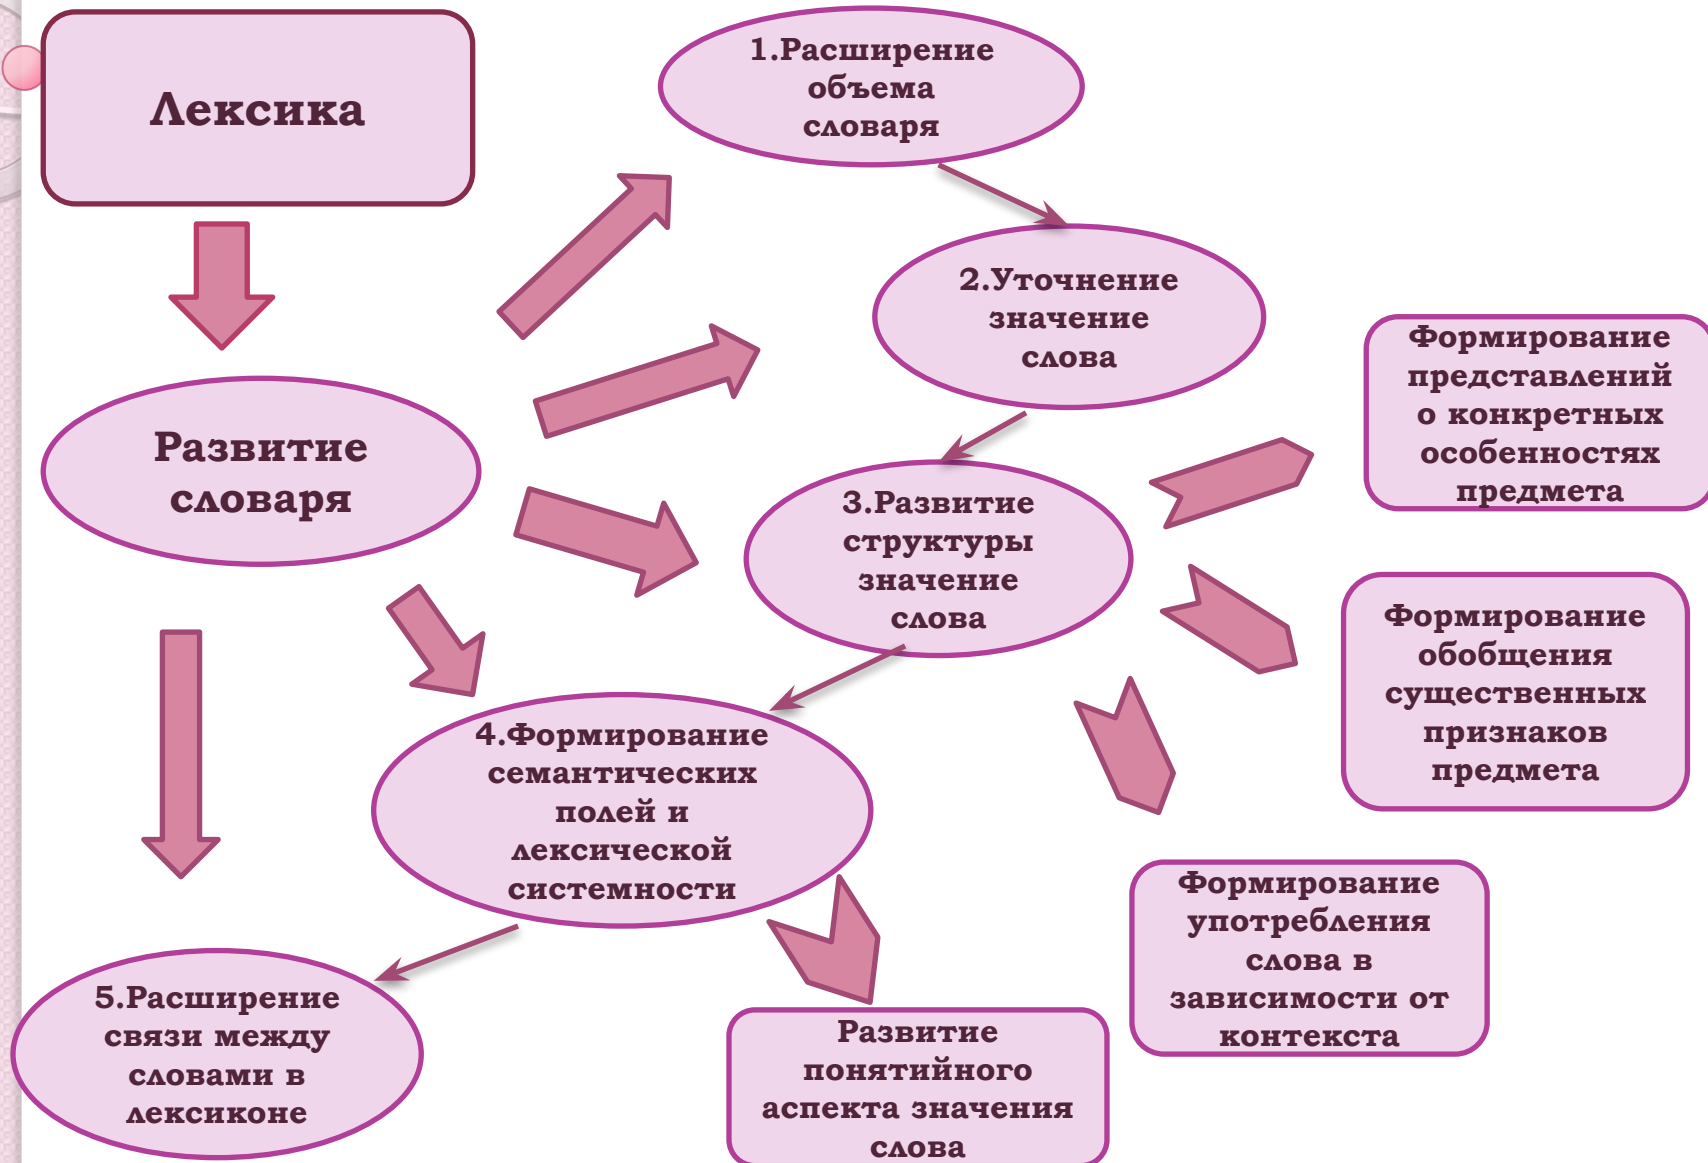 Лексика
Развитие
словаря
1.Расширение
объема
словаря
2.Уточнение
значение
слова
3.Развитие
структуры
значение
слова
4.Формирование
семантических
полей и
лексической
системности
5.Расширение
связи между
словами в
лексиконе
Формирование
представлений
о конкретных
особенностях
предмета
Формирование
обобщения
существенных
признаков
предмета
Формирование
употребления
слова в
зависимости от
контекста
Развитие
понятийного
аспекта значения
слова